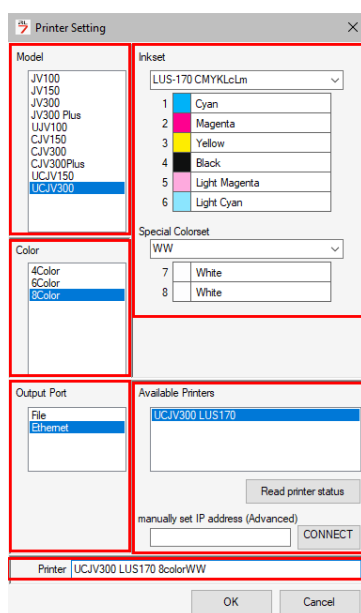 Printer Setting
Model
JV100
JV150
JV300
JV300 Plus
UJV100
CJV150
CJV300
CJV300Plus
UCJV150
UCJV300
Inkset
LUS-170 CMYKLcLm
1 Cyan
2 Magenta
3 Yellow
4 Black
5 Light Magenta
6 Light Cyan
Special Colorset
WW
7 White
8 White
Color
4Color
6Color
8Color
Output Port
File
Ethernet
Available Printers
UCJV300 LUS170
Read printer status
manually set IP address (Advanced)
CONNECT
Printer UCJV300 LUS170 8colorWW
OK Cancel